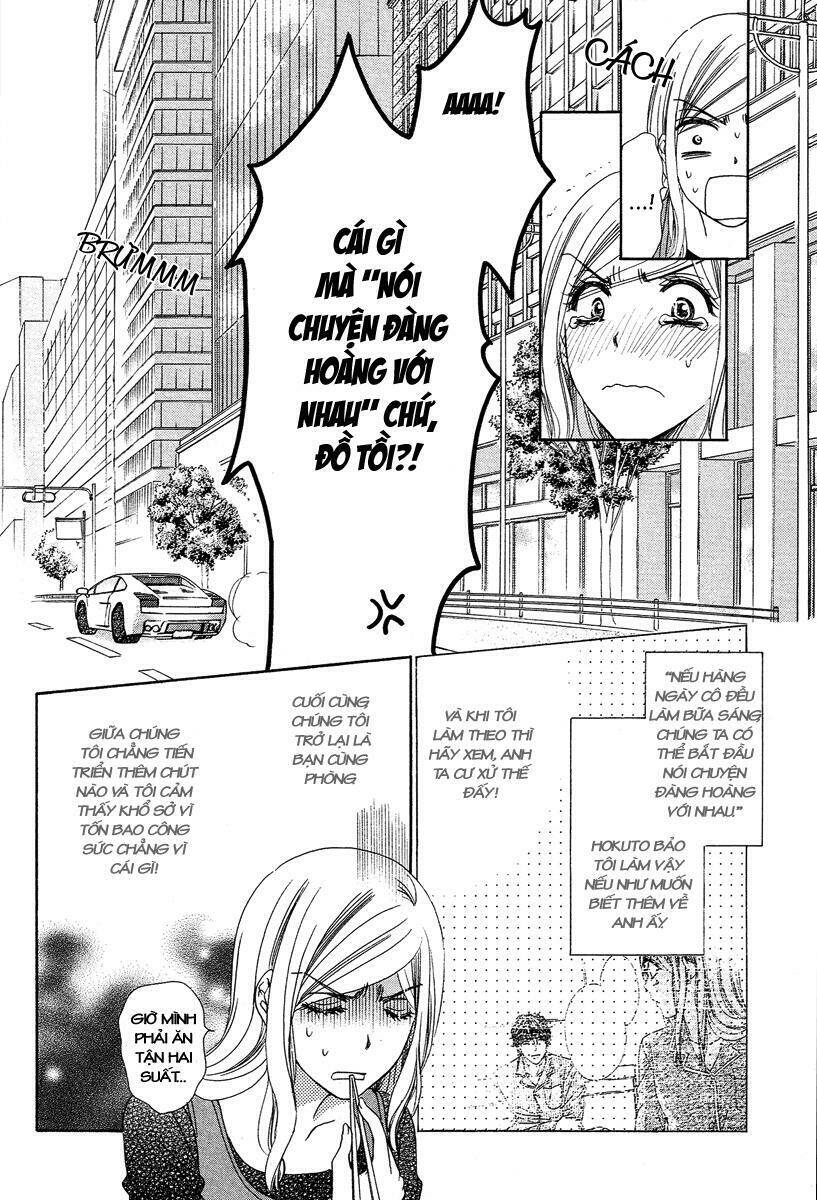 CÁCH
...!
AAAA!
CÁI GÌ
MÀ "NÓI
CHUYỆN ĐÀNG
HOÀNG VỚI
NHAU" CHỨ,
ĐỒ TỒI?!
BRỪMMM
"NẾU HÀNG
NGÀY CÔ ĐỀU
LÀM BỮA SÁNG,
CHÚNG TA CÓ
THỂ BẮT ĐẦU
NÓI CHUYỆN
ĐÀNG HOÀNG
VỚI NHAU."
HOKUTO BẢO
TÔI LÀM VẬY
NẾU NHƯ MUỐN
BIẾT THÊM VỀ
ANH ẤY.
VÀ KHI TÔI
LÀM THEO THÌ
HÃY XEM, ANH
TA CƯ XỬ THẾ
ĐẤY!
CUỐI CÙNG,
CHÚNG TÔI
TRỞ LẠI LÀ
BẠN CÙNG
PHÒNG
GIỮA CHÚNG
TÔI CHẲNG TIẾN
TRIỂN THÊM CHÚT
NÀO VÀ TÔI CẢM
THẤY KHỔ SỞ VÌ
TỐN BAO CÔNG
SỨC CHẲNG VÌ
CÁI GÌ!
GIỜ MÌNH
PHẢI ĂN
TẬN HAI
SUẤT...